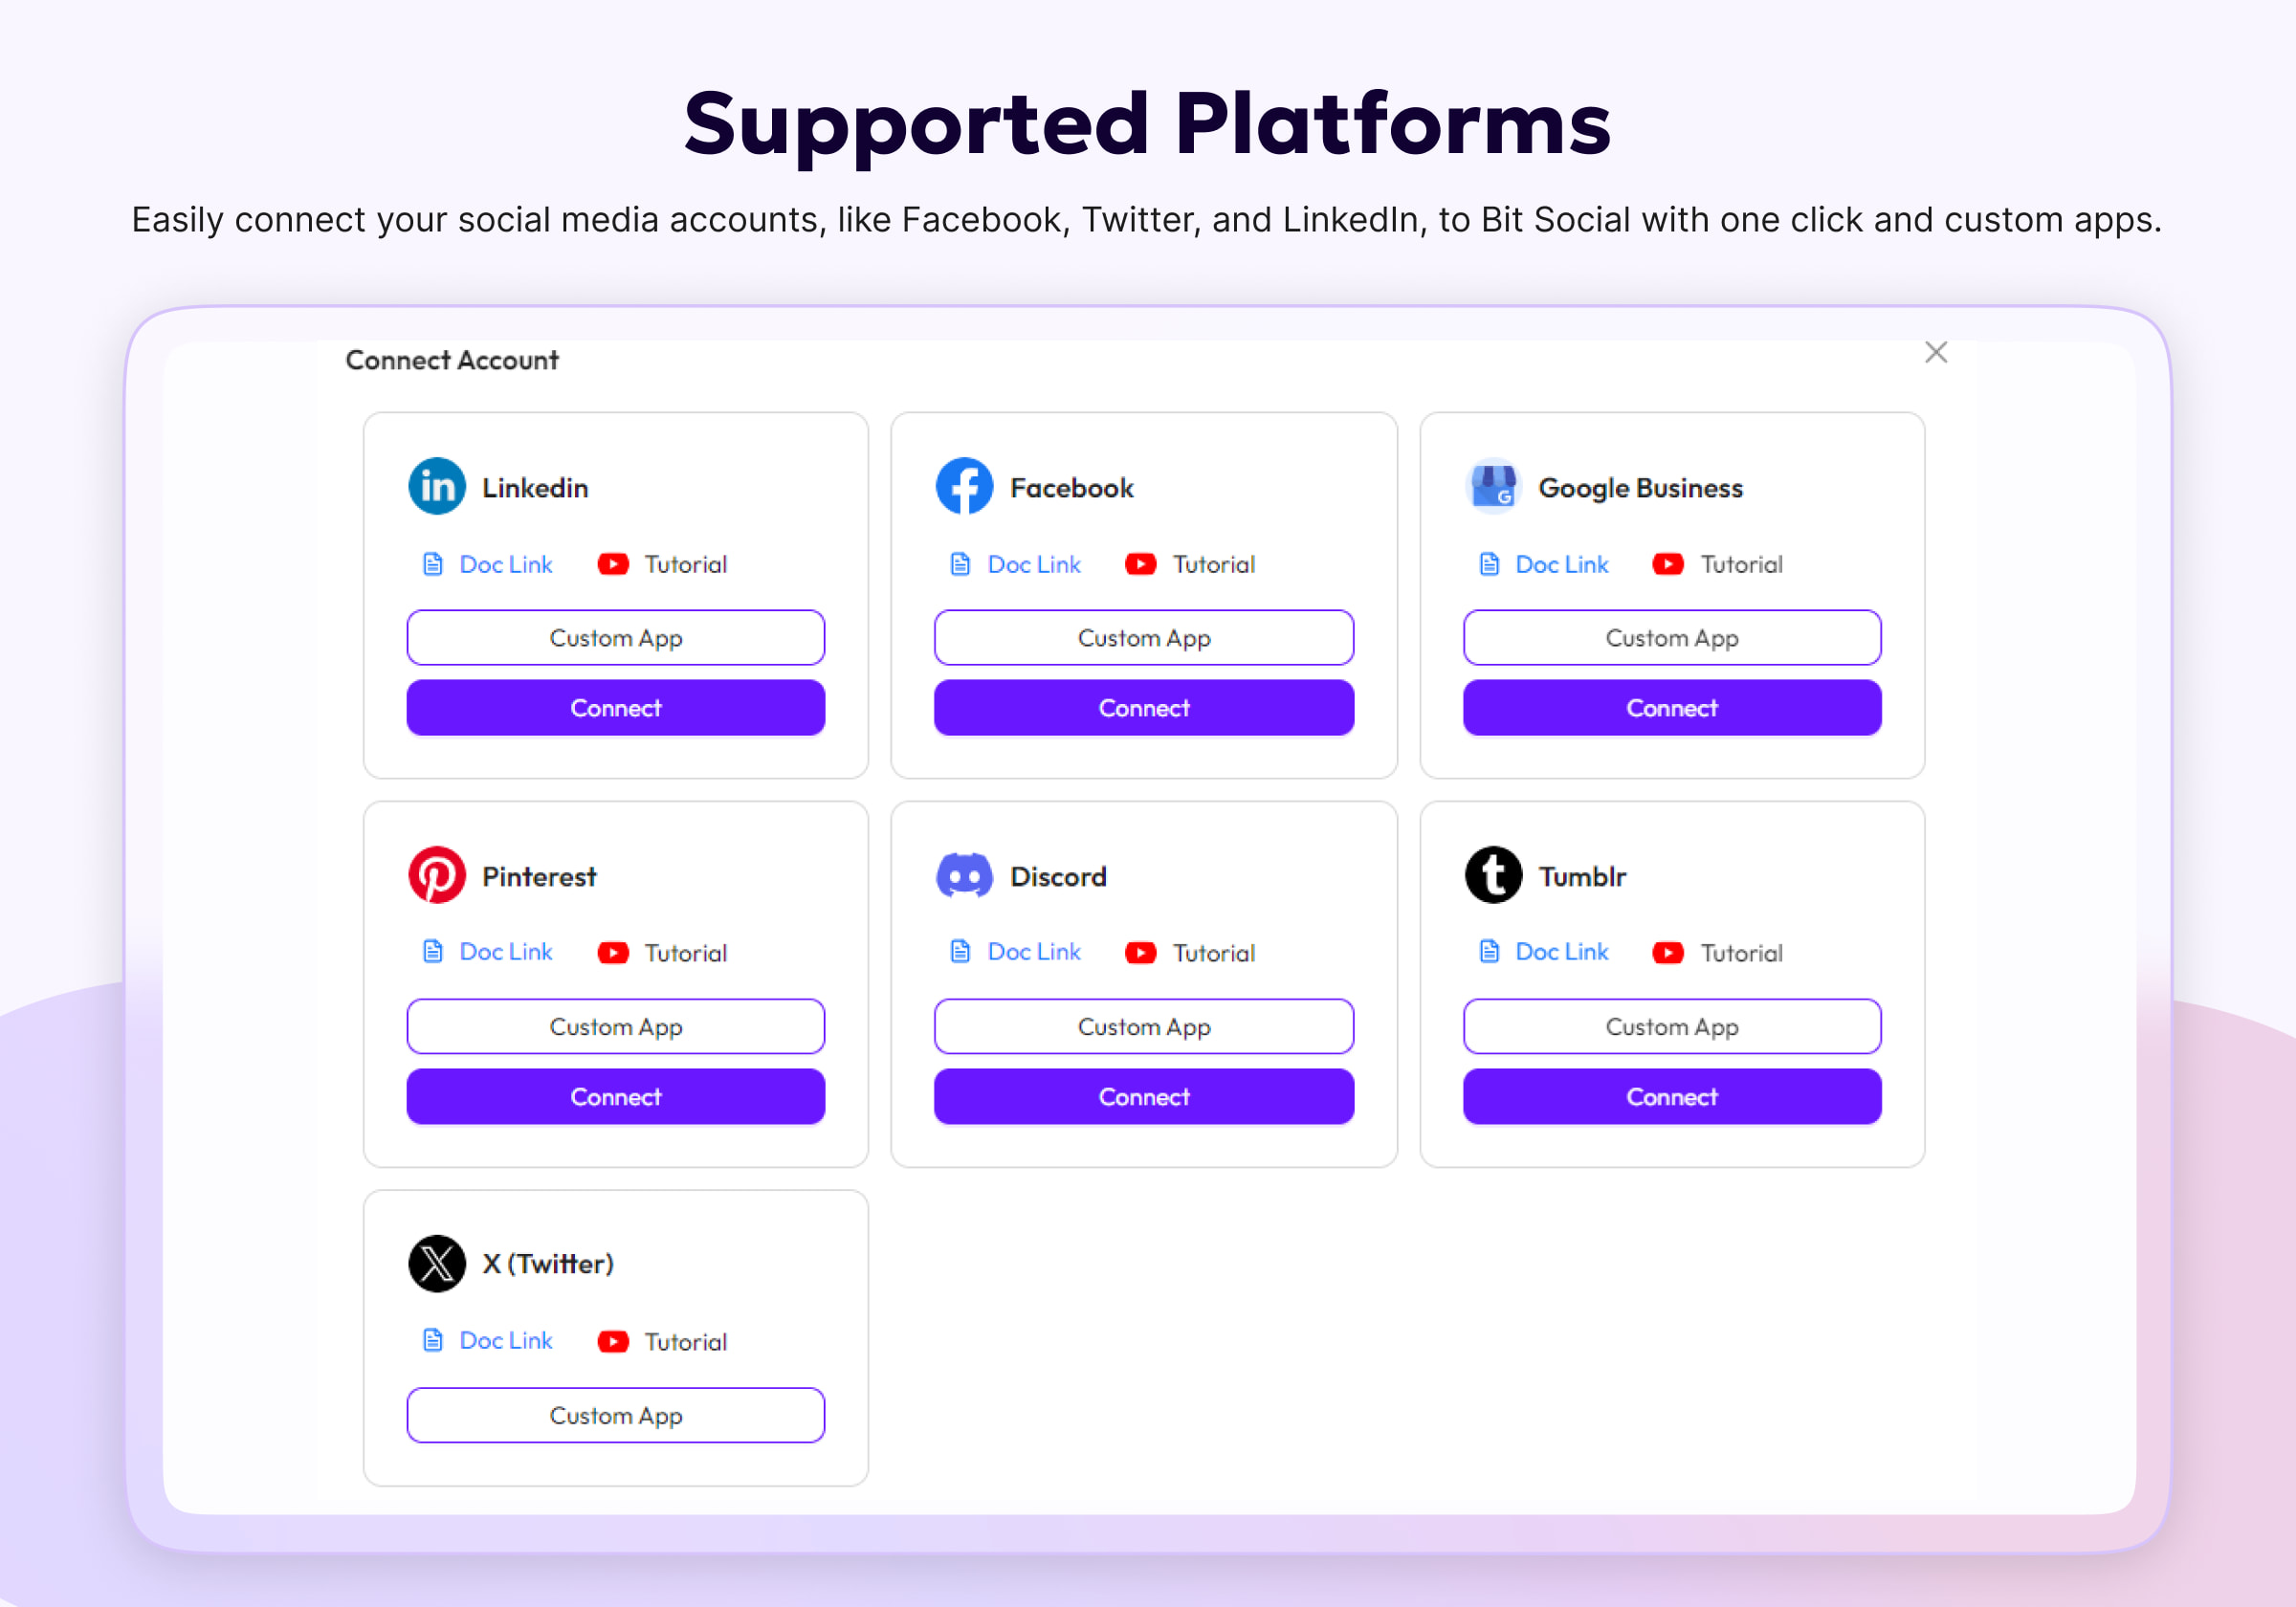 Supported Platforms
Easily connect your social media accounts, like Facebook, Twitter, and LinkedIn, to Bit Social with one click and custom apps.
Connect Account
Linkedin
Doc Link Tutorial
Custom App
Connect
Facebook
Doc Link Tutorial
Custom App
Connect
Google Business
Doc Link Tutorial
Custom App
Connect
Pinterest
Doc Link Tutorial
Custom App
Connect
Discord
Doc Link Tutorial
Custom App
Connect
Tumblr
Doc Link Tutorial
Custom App
Connect
X (Twitter)
Doc Link Tutorial
Custom App